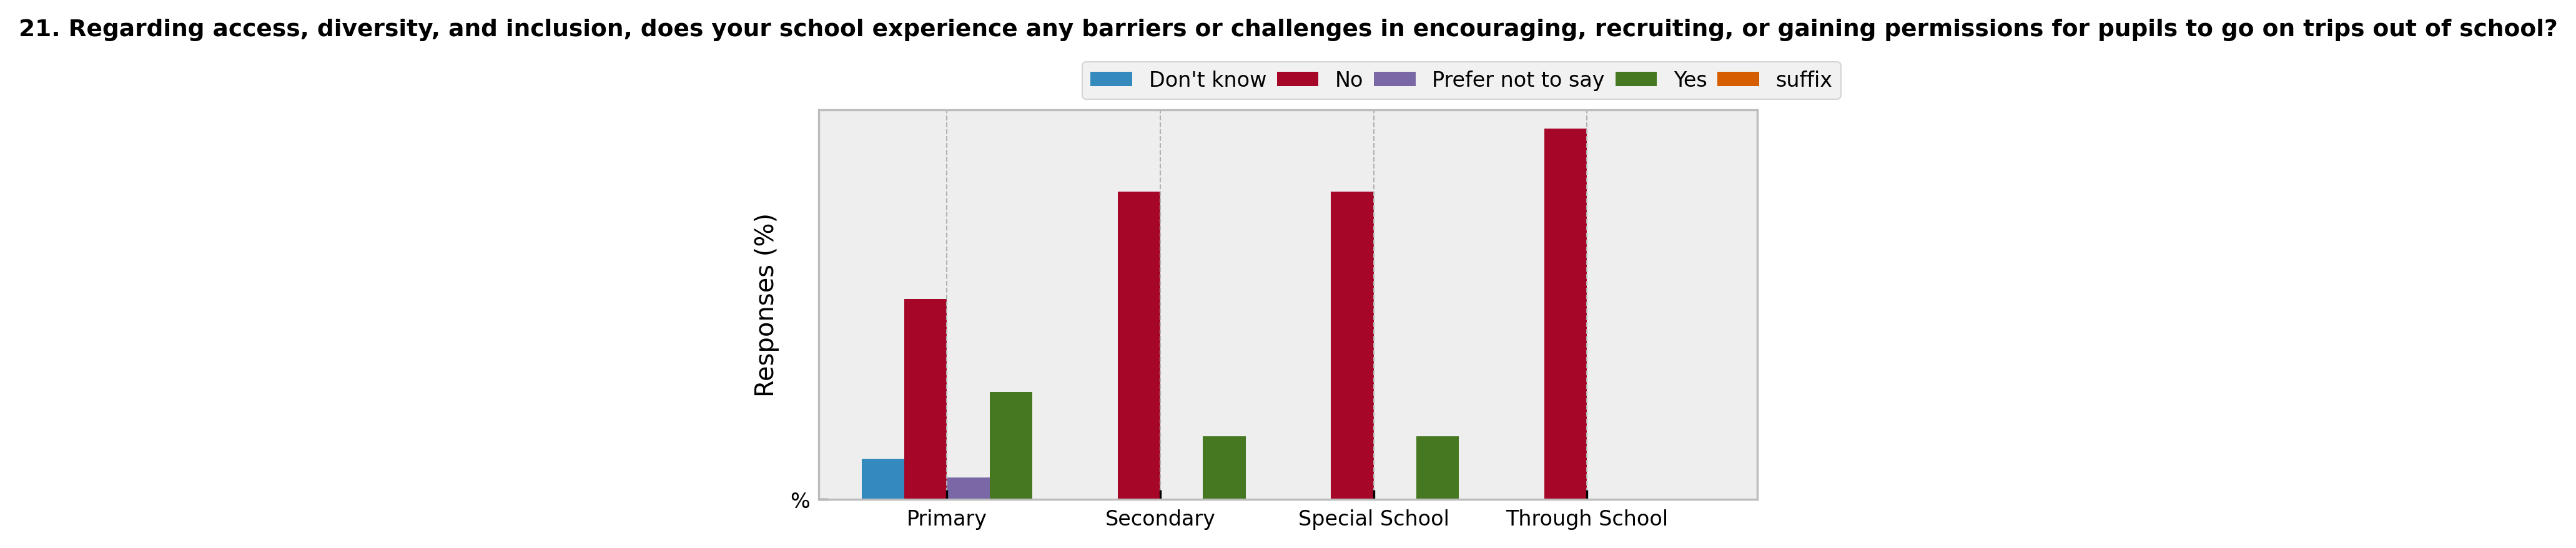 21. Regarding access, diversity, and inclusion, does your school experience any barriers or challenges in encouraging, recruiting, or gaining permissions for pupils to go on trips out of school?
Don't know No Prefer not to say Yes suffix
Responses (%)
%
Primary Secondary Special School Through School